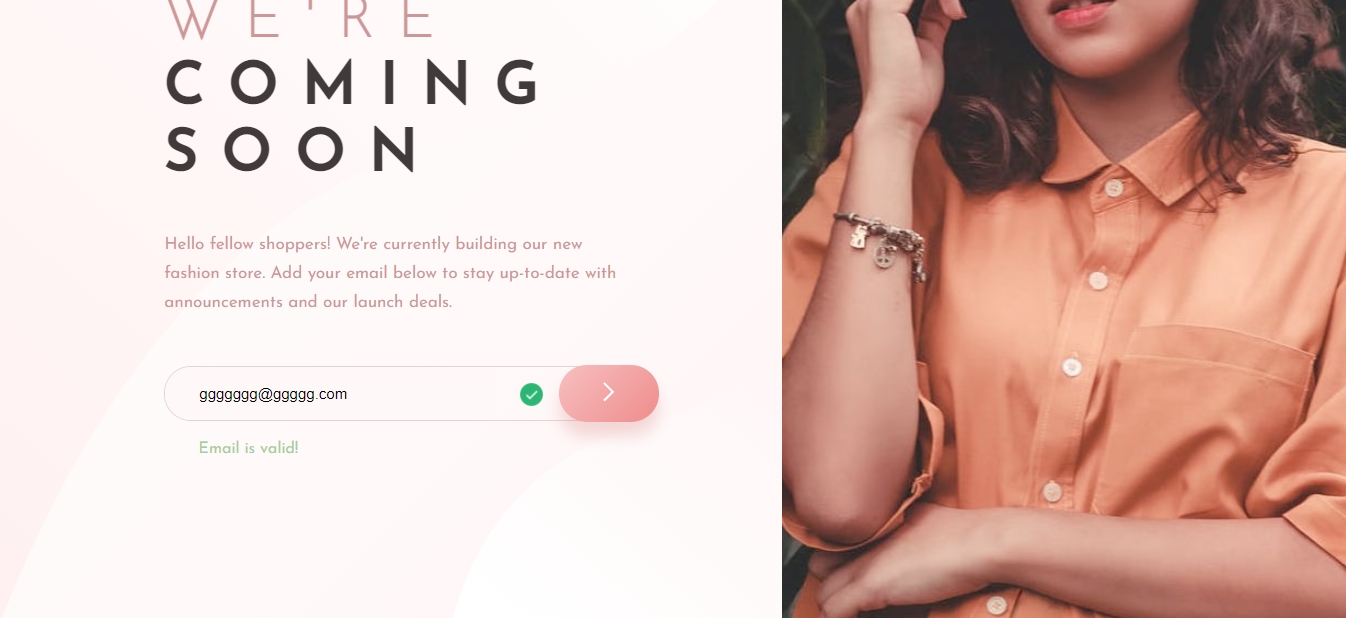 WE'RE
COMING
SOON
Hello fellow shoppers! We're currently building our new
fashion store. Add your email below to stay up-to-date with
announcements and our launch deals.
ggggggg@ggggg.com
Email is valid!